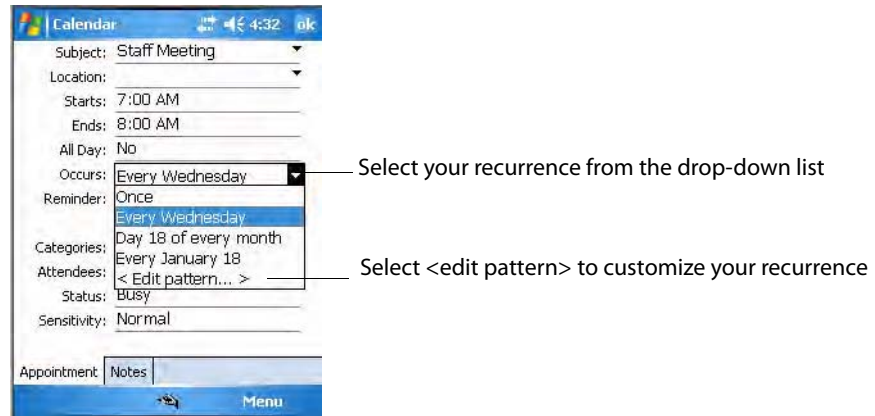 Calendar 4:32 ok
Subject: Staff Meeting
Location:
Starts: 7:00 AM
Ends: 8:00 AM
All Day: No
Occurs: Every Wednesday
Select your recurrence from the drop-down list
Reminder: Once
Every Wednesday
Day 18 of every month
Categories:
Every January 18
Attendees:
< Edit pattern... >
Select <edit pattern> to customize your recurrence
Status: Busy
Sensitivity: Normal
Appointment Notes
Menu